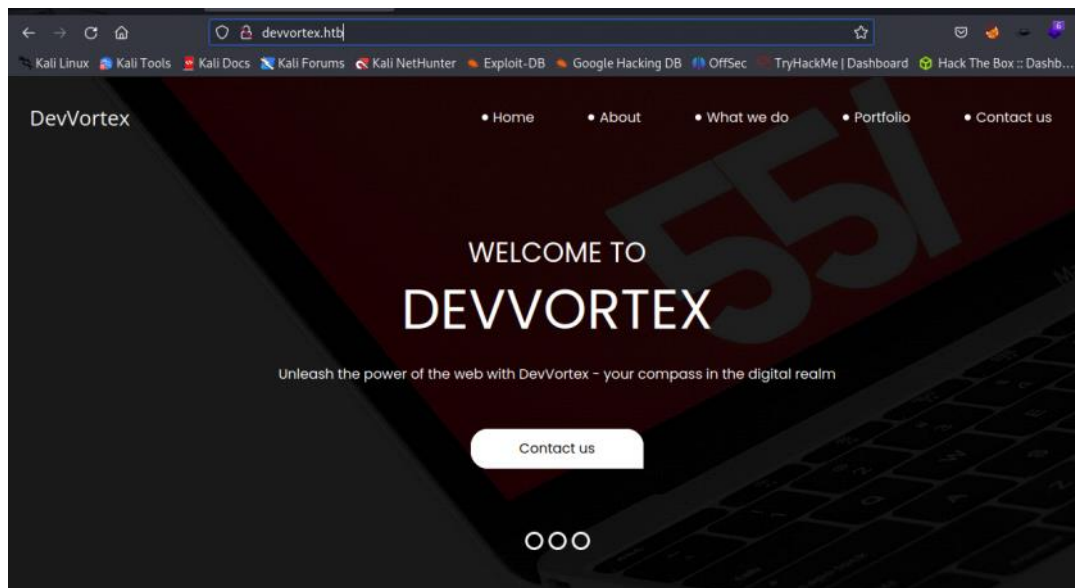 devvortex.htb
Kali Linux Kali Tools Kali Docs Kali Forums Kali NetHunter Exploit-DB Google Hacking DB OffSec TryHackMe | Dashboard Hack The Box :: Dashb...
DevVortex • Home • About • What we do • Portfolio • Contact us
55/
WELCOME TO
DEVVORTEX
Unleash the power of the web with DevVortex - your compass in the digital realm
Contact us